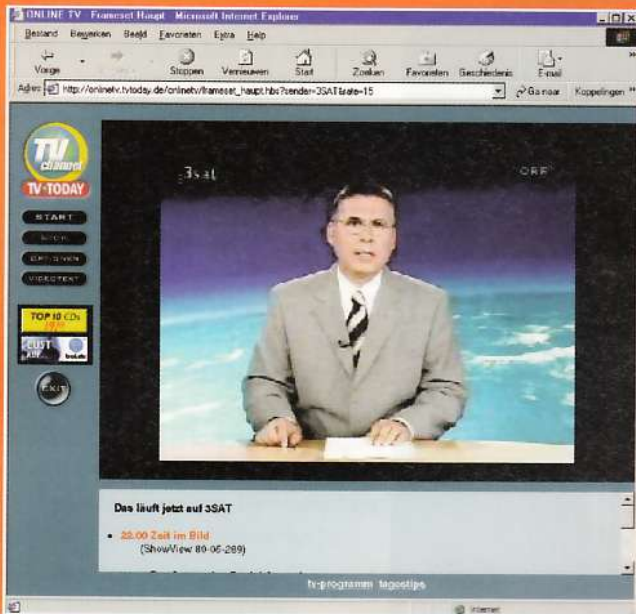 ONLINE TV - Frameset Haupt - Microsoft Internet Explorer
Bestand Bewerken Beeld Favorieten Extra Help
Vorige Stoppen Vernieuwen Start Zoeken Favorieten Geschiedenis E-mail
Adres http://onlinetv.tvtoday.de/onlinetv/frameset_haupt.hbs?sender=3SAT&rate=15 Ga naar Koppelingen
TV
channel
TV-TODAY
START
OPTIONEN
VIDEOTEXT
TOP 10 CDs
EXIT
3sat
ORF
Das läuft jetzt auf 3SAT
22.00 Zeit im Bild
(ShowView 80-05-289)
tv-programm tagestips
Internet